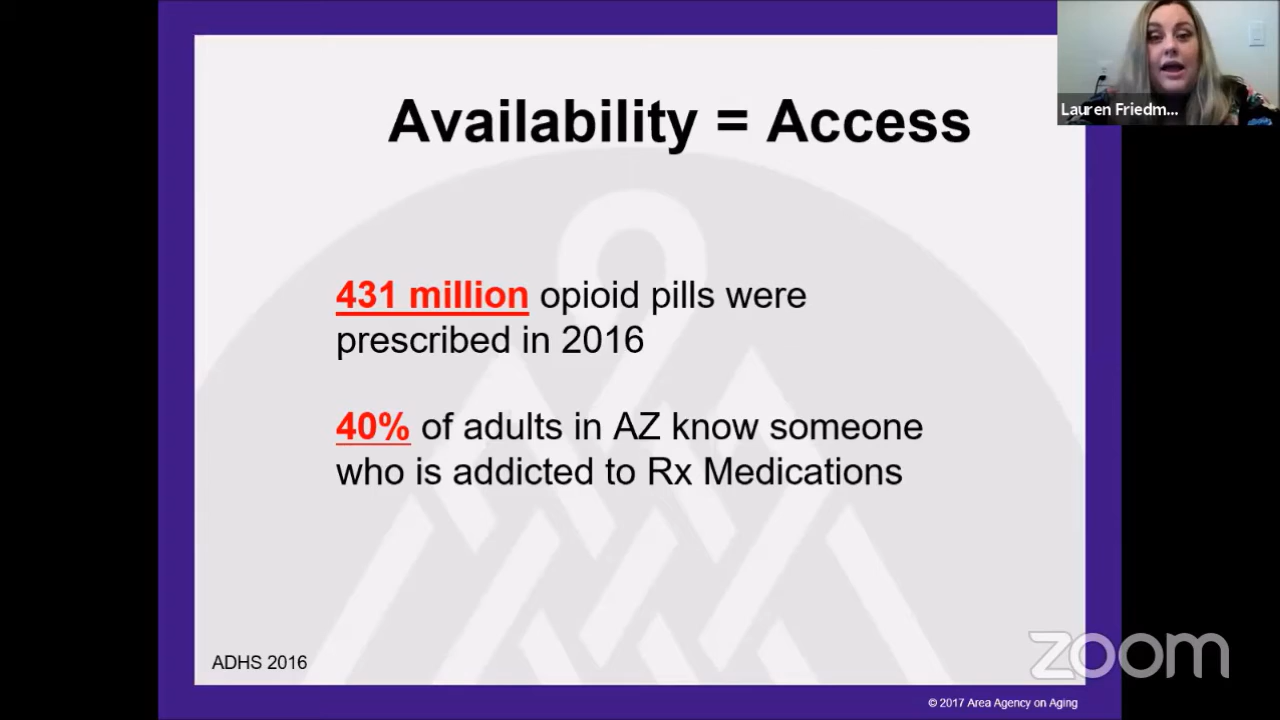 Availability = Access
Lauren Friedm...
431 million opioid pills were
prescribed in 2016
40% of adults in AZ know someone
who is addicted to Rx Medications
ADHS 2016
zoom
© 2017 Area Agency on Aging